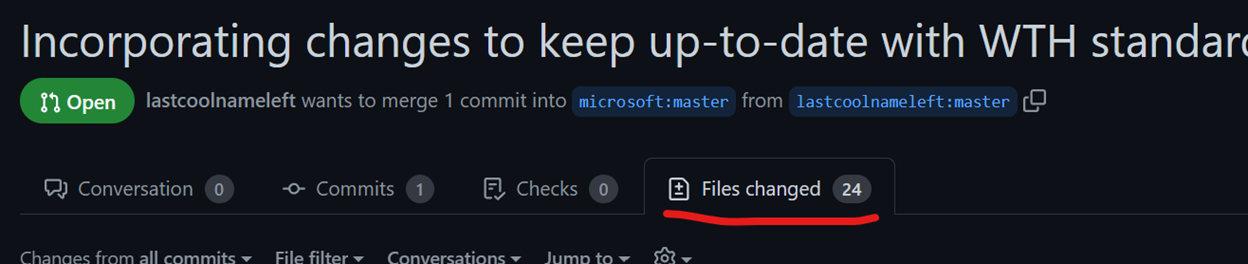 Incorporating changes to keep up-to-date with WTH
Open lastcoolnameleft wants to merge 1 commit into microsoft:master from lastcoolnameleft:master
Conversation 0 Commits 1 Checks 0 Files changed 24
Changes from all commits File filter Conversations Jump to